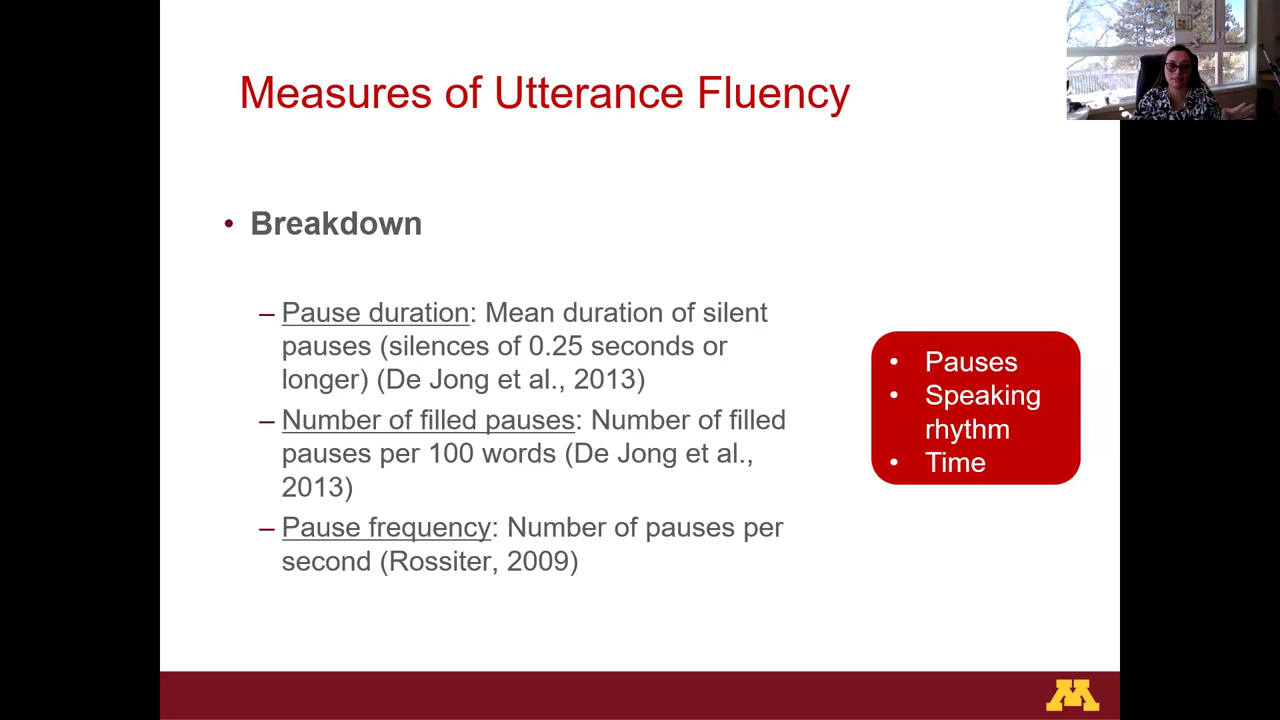 Measures of Utterance Fluency
• Breakdown
– Pause duration: Mean duration of silent
pauses (silences of 0.25 seconds or
longer) (De Jong et al., 2013)
– Number of filled pauses: Number of filled
pauses per 100 words (De Jong et al.,
2013)
– Pause frequency: Number of pauses per
second (Rossiter, 2009)
• Pauses
• Speaking
rhythm
• Time
M